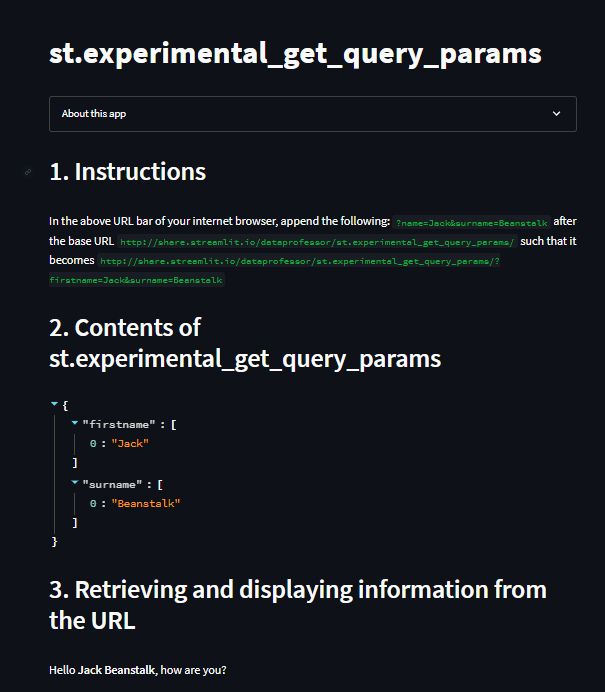 st.experimental_get_query_params
About this app
1. Instructions
In the above URL bar of your internet browser, append the following: ?name=Jack&surname=Beanstalk after
the base URL http://share.streamlit.io/dataprofessor/st.experimental_get_query_params/ such that it
becomes http://share.streamlit.io/dataprofessor/st.experimental_get_query_params/?
firstname=Jack&surname=Beanstalk
2. Contents of
st.experimental_get_query_params
{
"firstname" : [
0 : "Jack"
]
"surname" : [
0 : "Beanstalk"
]
}
3. Retrieving and displaying information from
the URL
Hello Jack Beanstalk, how are you?